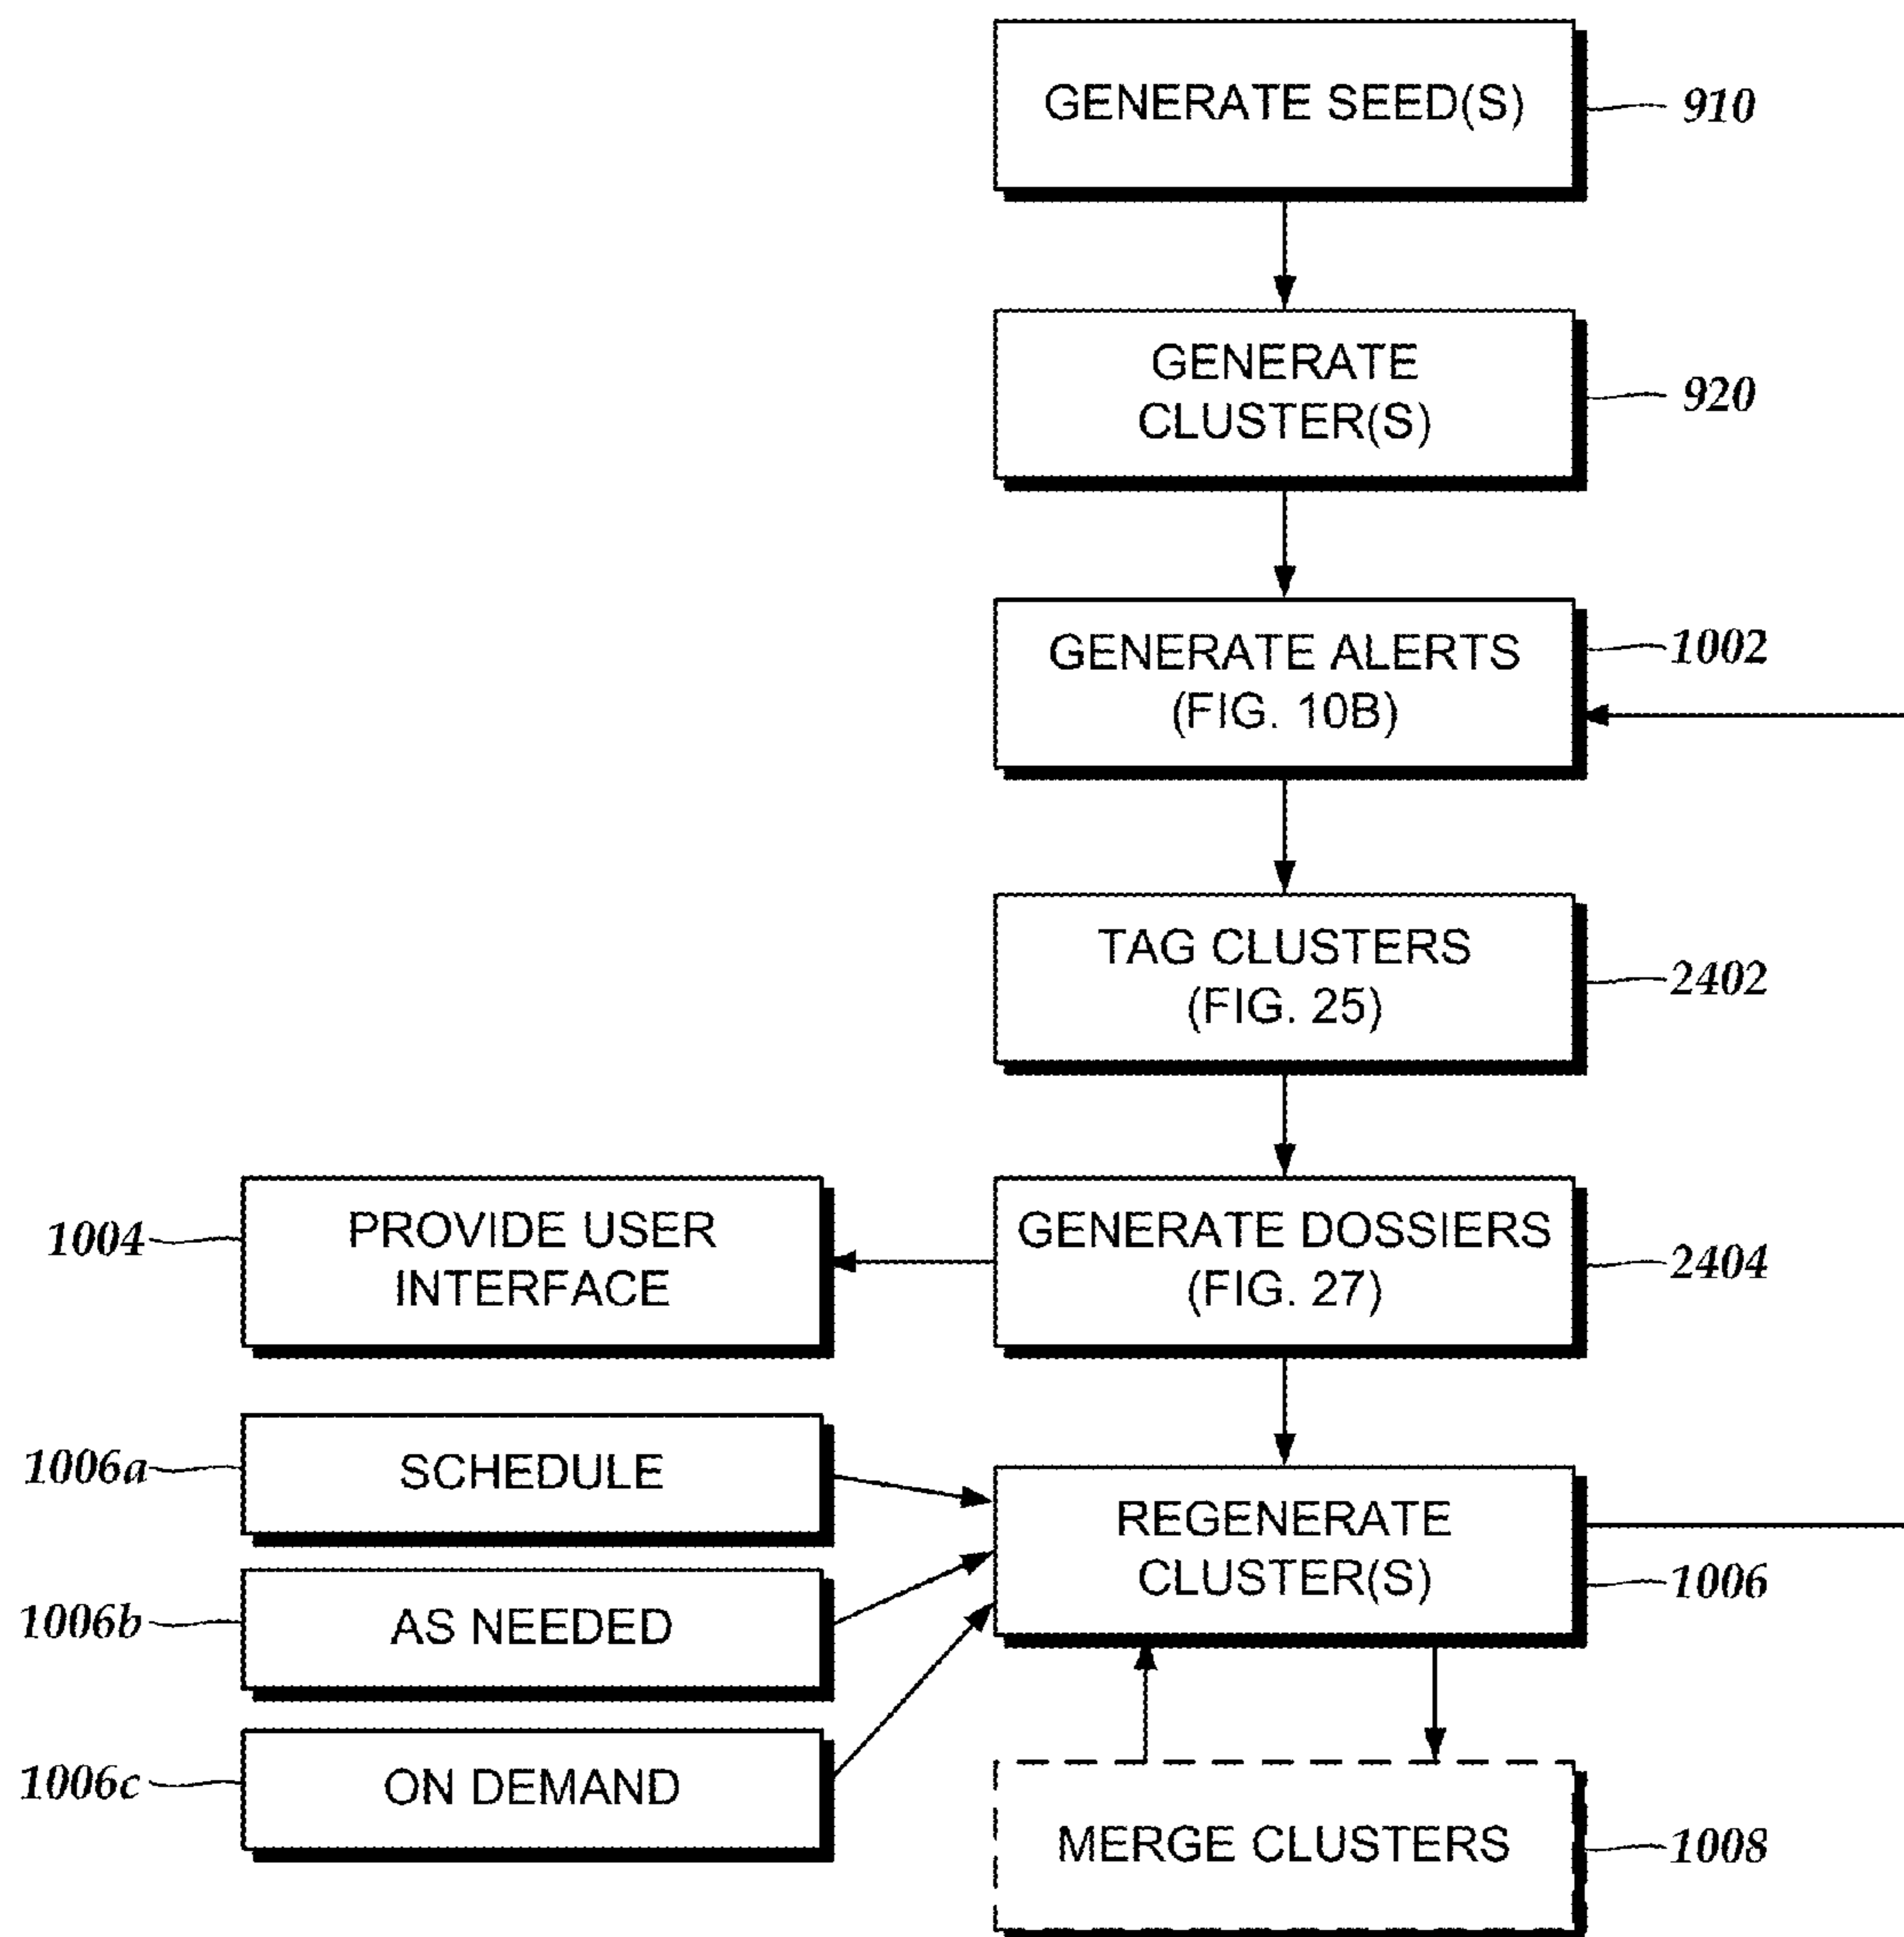 GENERATE SEED(S)
910
GENERATE
CLUSTER(S)
920
GENERATE ALERTS
(FIG. 10B)
1002
TAG CLUSTERS
(FIG. 25)
2402
1004
PROVIDE USER
INTERFACE
GENERATE DOSSIERS
(FIG. 27)
2404
1006a
SCHEDULE
1006b
AS NEEDED
1006c
ON DEMAND
REGENERATE
CLUSTER(S)
1006
MERGE CLUSTERS
1008